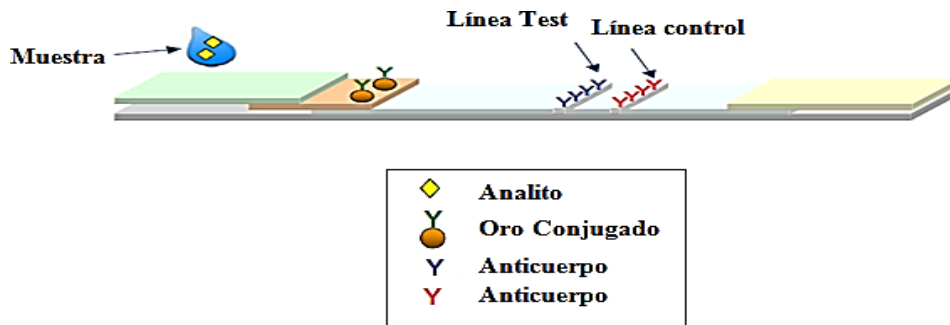 Línea Test
Línea control
Muestra
Analito
Oro Conjugado
Anticuerpo
Anticuerpo